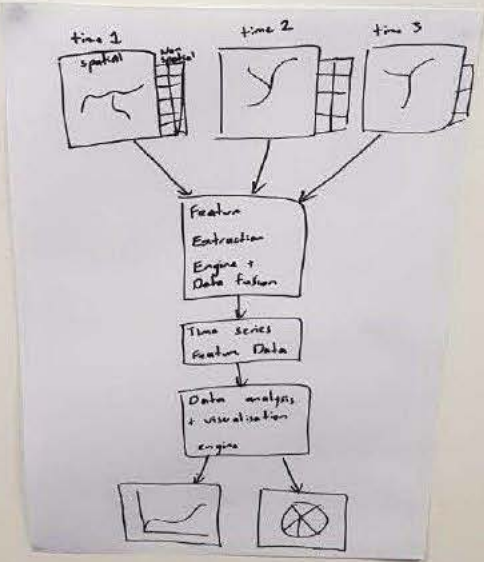 time 1
time 2
time 3
spatial
non
spatial
Feature
Extraction
Engine +
Data fusion
Time series
Feature Data
Data analysis
+ visualisation
engine